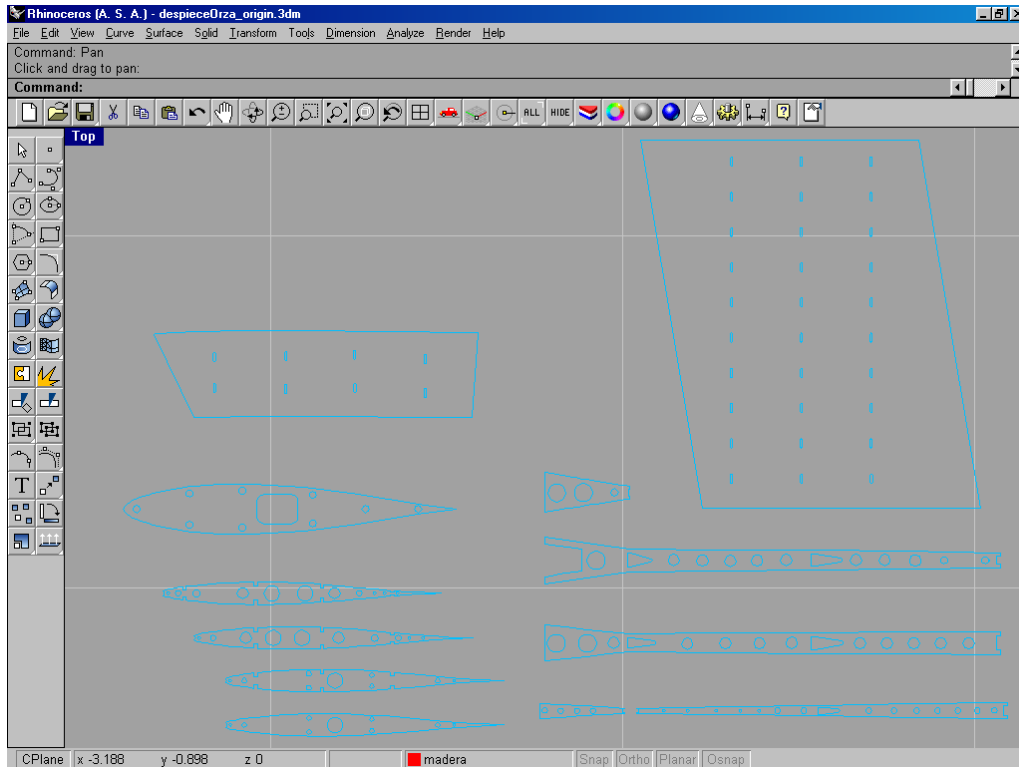 Rhinoceros (A. S. A.) - despieceOrza_origin.3dm
File Edit View Curve Surface Solid Transform Tools Dimension Analyze Render Help
Command: Pan
Click and drag to pan:
Command:
ALL HIDE
Top
T
CPlane x -3.188 y -0.898 z 0 madera Snap Ortho Planar Osnap